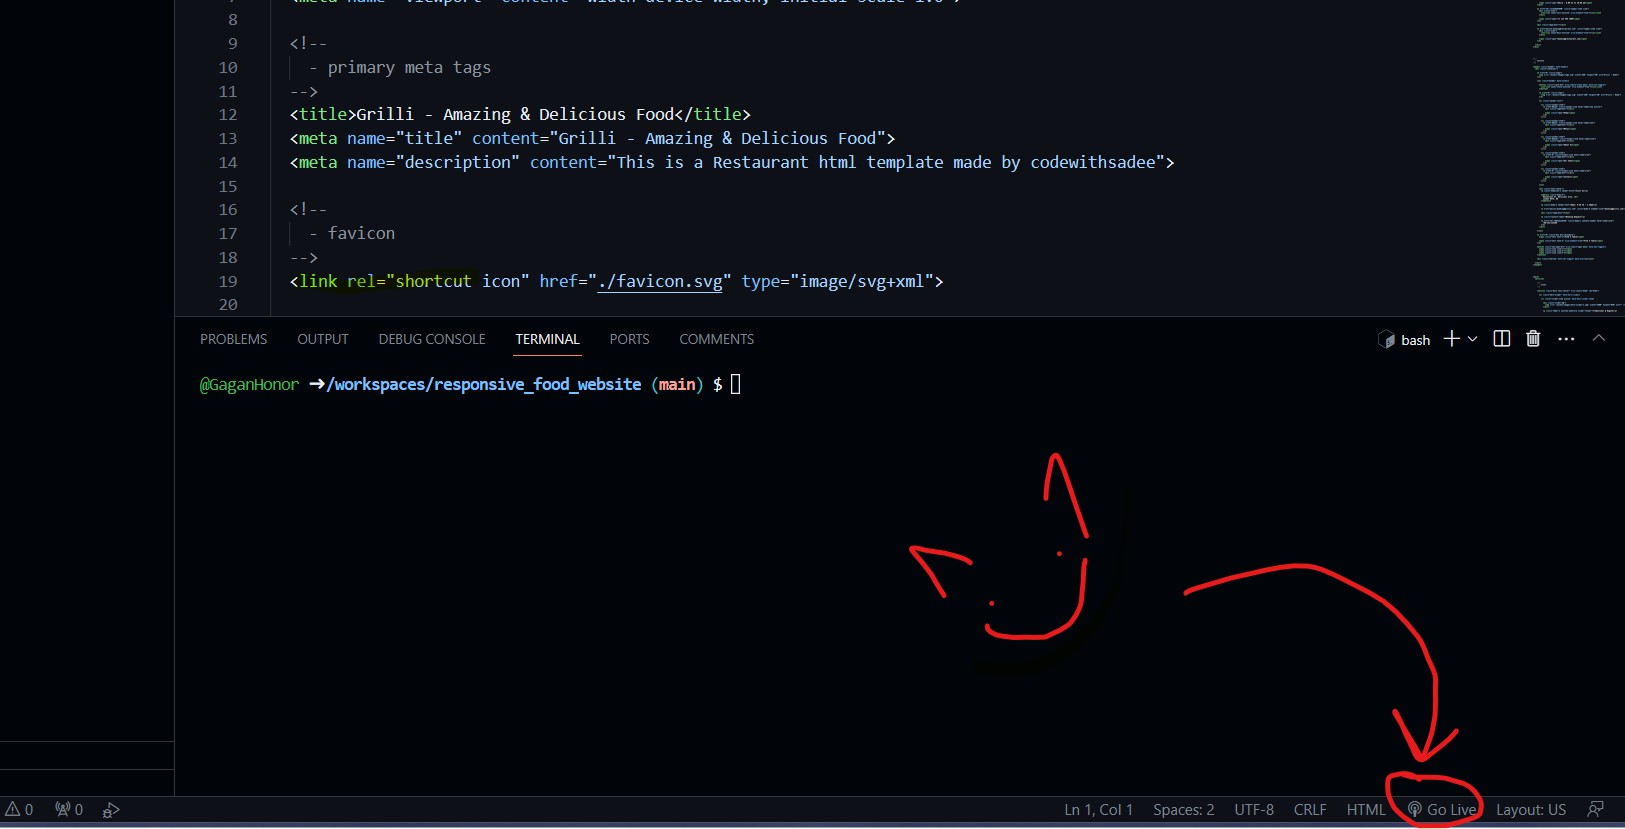 8
9 <!--
10 - primary meta tags
11 -->
12 <title>Grilli - Amazing & Delicious Food</title>
13 <meta name="title" content="Grilli - Amazing & Delicious Food">
14 <meta name="description" content="This is a Restaurant html template made by codewithsadee">
15
16 <!--
17 - favicon
18 -->
19 <link rel="shortcut icon" href="./favicon.svg" type="image/svg+xml">
20
PROBLEMS OUTPUT DEBUG CONSOLE TERMINAL PORTS COMMENTS bash
@GaganHonor ➜/workspaces/responsive_food_website (main) $
0 0 Ln 1, Col 1 Spaces: 2 UTF-8 CRLF HTML Go Live Layout: US